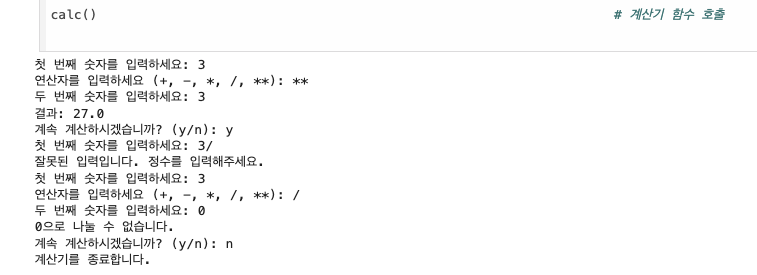 calc() # 계산기 함수 호출
첫 번째 숫자를 입력하세요: 3
연산자를 입력하세요 (+, -, *, /, **): **
두 번째 숫자를 입력하세요: 3
결과: 27.0
계속 계산하시겠습니까? (y/n): y
첫 번째 숫자를 입력하세요: 3/
잘못된 입력입니다. 정수를 입력해주세요.
첫 번째 숫자를 입력하세요: 3
연산자를 입력하세요 (+, -, *, /, **): /
두 번째 숫자를 입력하세요: 0
0으로 나눌 수 없습니다.
계속 계산하시겠습니까? (y/n): n
계산기를 종료합니다.